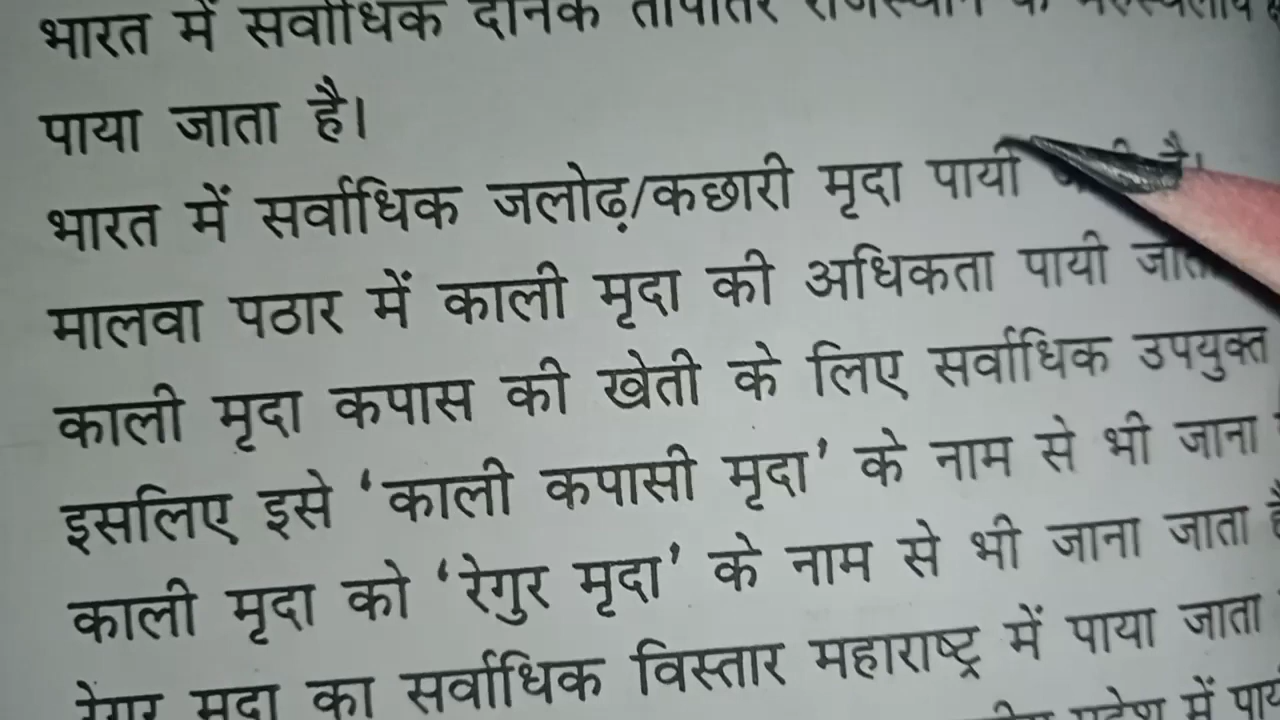 भारत में सर्वाधिक दैनिक तापांतर राजस्थान के मरुस्थलीय
पाया जाता है।
भारत में सर्वाधिक जलोढ़/कछारी मृदा पायी है।
मालवा पठार में काली मृदा की अधिकता पायी
काली मृदा कपास की खेती के लिए सर्वाधिक उपयुक्त
इसलिए इसे ‘काली कपासी मृदा’ के नाम से भी जाना
काली मृदा को ‘रेगुर मृदा’ के नाम से भी जाना जाता
रेगुर मृदा का सर्वाधिक विस्तार महाराष्ट्र में पाया जाता
में